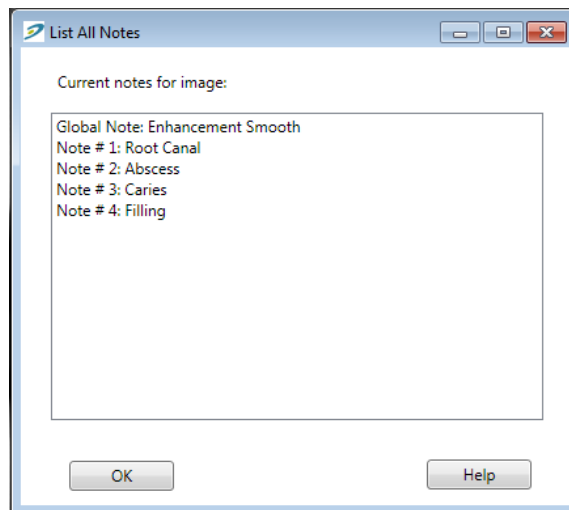 List All Notes
Current notes for image:
Global Note: Enhancement Smooth
Note # 1: Root Canal
Note # 2: Abscess
Note # 3: Caries
Note # 4: Filling
OK
Help